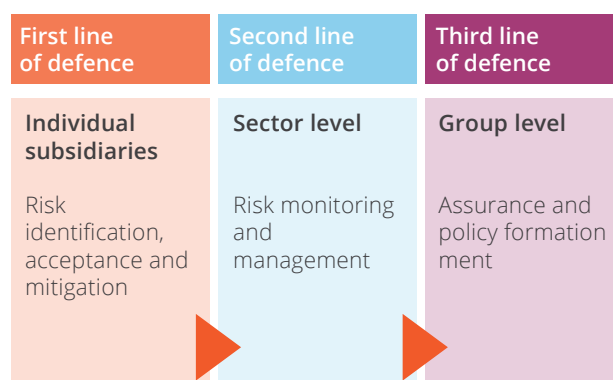 First line
of defence
Second line
of defence
Third line
of defence
Individual
subsidiaries
Risk
identification,
acceptance and
mitigation
Sector level
Risk monitoring
and
management
Group level
Assurance and
policy formation
ment